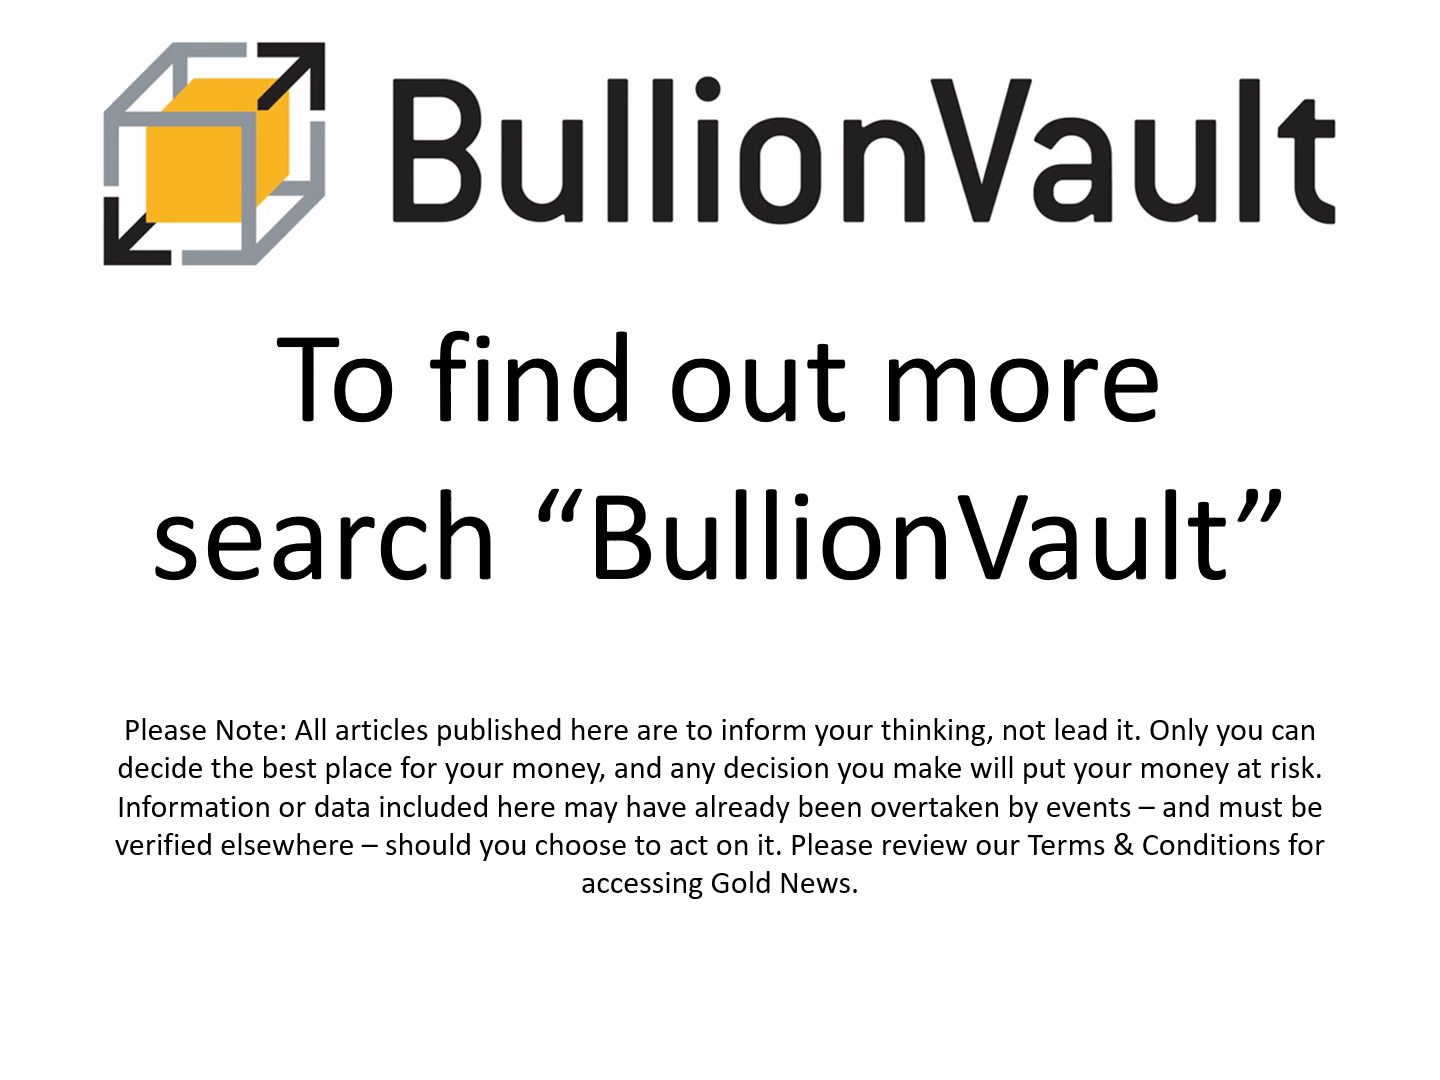 BullionVault
To find out more
search “BullionVault”
Please Note: All articles published here are to inform your thinking, not lead it. Only you can
decide the best place for your money, and any decision you make will put your money at risk.
Information or data included here may have already been overtaken by events – and must be
verified elsewhere – should you choose to act on it. Please review our Terms & Conditions for
accessing Gold News.